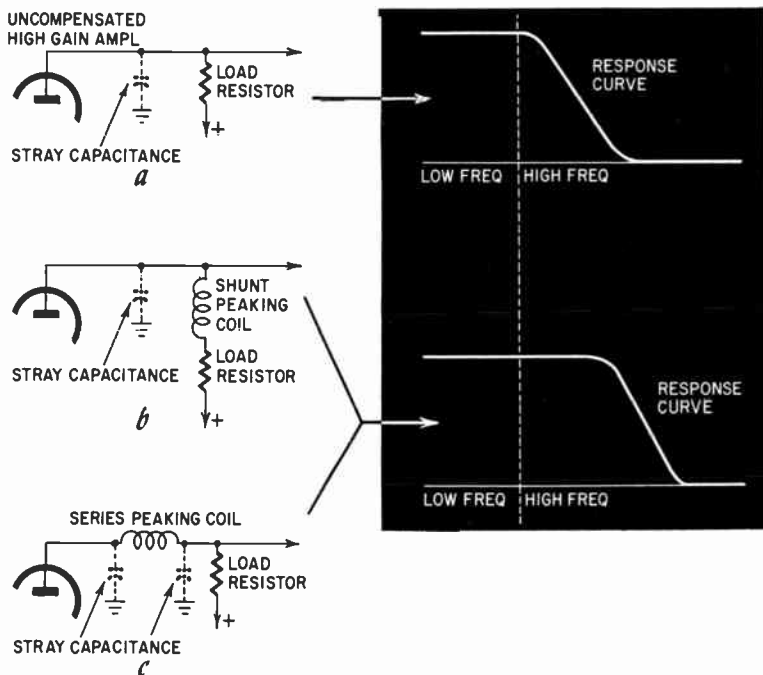 UNCOMPENSATED
HIGH GAIN AMPL
LOAD
RESISTOR
+
STRAY CAPACITANCE
a
RESPONSE
CURVE
LOW FREQ
HIGH FREQ
SHUNT
PEAKING
COIL
LOAD
RESISTOR
+
STRAY CAPACITANCE
b
RESPONSE
CURVE
LOW FREQ
HIGH FREQ
SERIES PEAKING COIL
LOAD
RESISTOR
+
STRAY CAPACITANCE
c